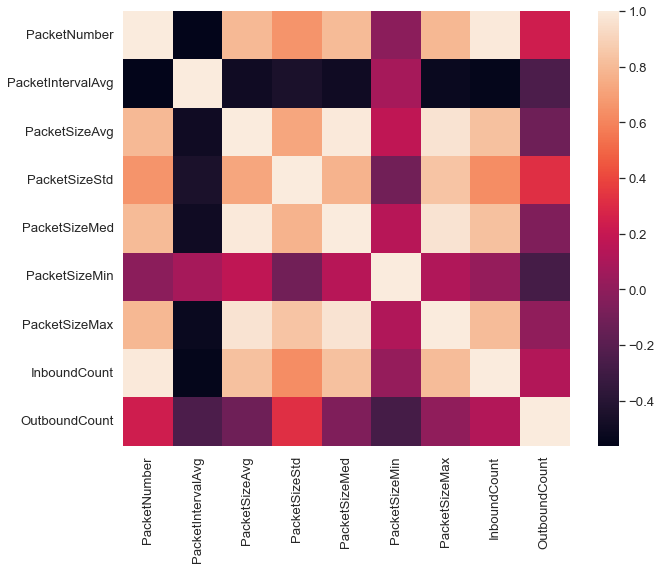 PacketNumber
PacketIntervalAvg
PacketSizeAvg
PacketSizeStd
PacketSizeMed
PacketSizeMin
PacketSizeMax
InboundCount
OutboundCount
PacketNumber
PacketIntervalAvg
PacketSizeAvg
PacketSizeStd
PacketSizeMed
PacketSizeMin
PacketSizeMax
InboundCount
OutboundCount
1.0
0.8
0.6
0.4
0.2
0.0
−0.2
−0.4